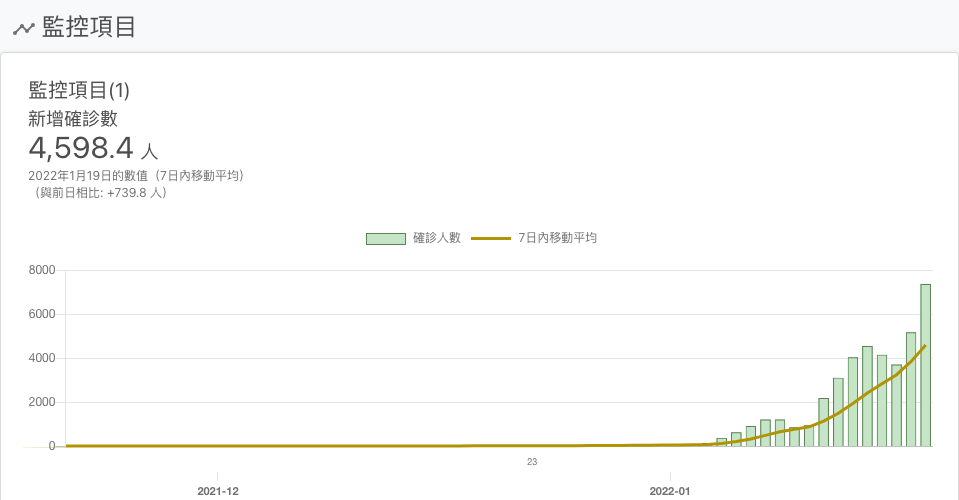 監控項目
監控項目(1)
新增確診數
4,598.4 人
2022年1月19日的數值（7日內移動平均）
（與前日相比: +739.8 人）
確診人數 7日內移動平均
8000
6000
4000
2000
0
23
2021-12 2022-01